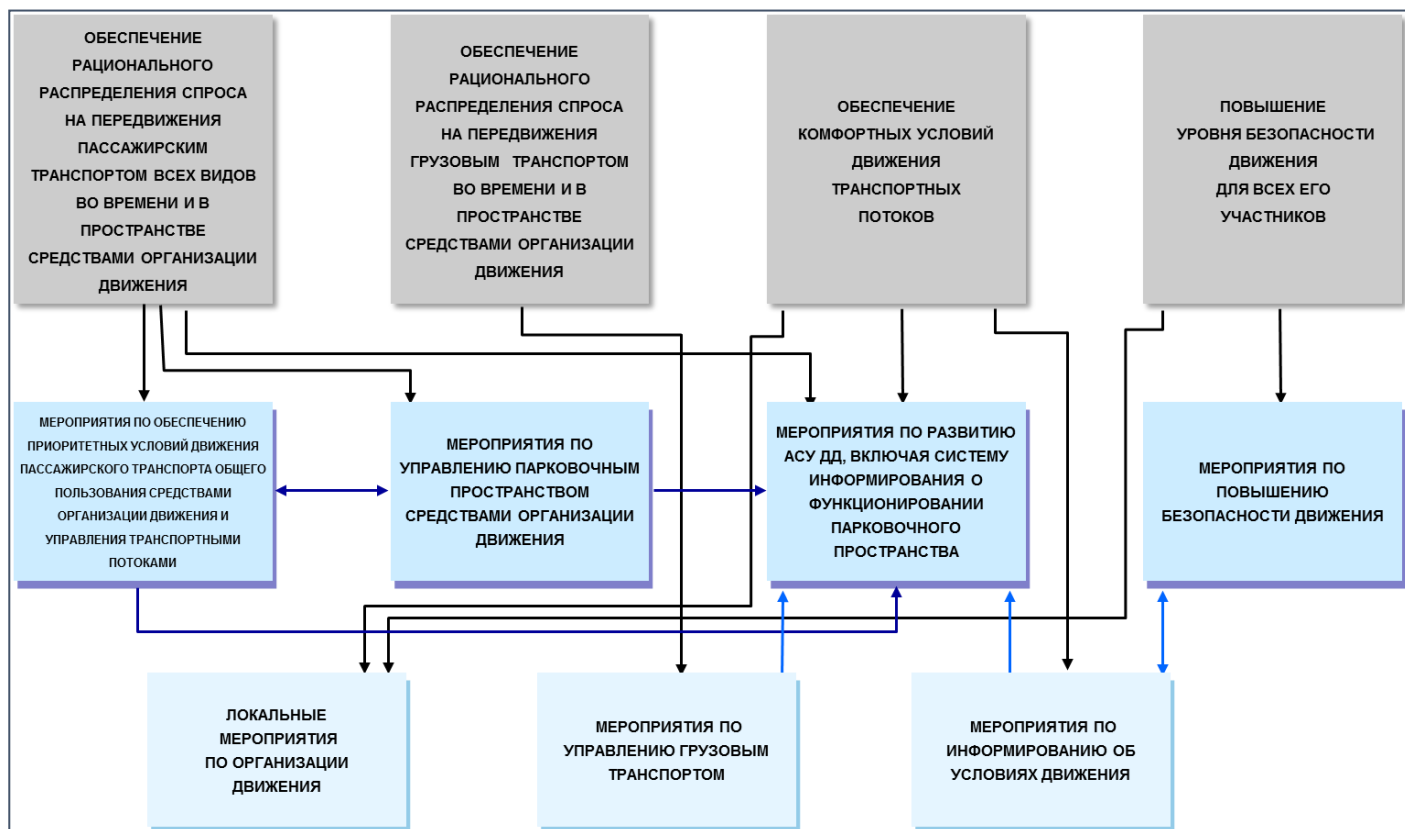 ОБЕСПЕЧЕНИЕ
РАЦИОНАЛЬНОГО
РАСПРЕДЕЛЕНИЯ СПРОСА
НА ПЕРЕДВИЖЕНИЯ
ПАССАЖИРСКИМ
ТРАНСПОРТОМ ВСЕХ ВИДОВ
ВО ВРЕМЕНИ И В
ПРОСТРАНСТВЕ
СРЕДСТВАМИ ОРГАНИЗАЦИИ
ДВИЖЕНИЯ
ОБЕСПЕЧЕНИЕ
РАЦИОНАЛЬНОГО
РАСПРЕДЕЛЕНИЯ СПРОСА
НА ПЕРЕДВИЖЕНИЯ
ГРУЗОВЫМ ТРАНСПОРТОМ
ВО ВРЕМЕНИ И В
ПРОСТРАНСТВЕ
СРЕДСТВАМИ ОРГАНИЗАЦИИ
ДВИЖЕНИЯ
ОБЕСПЕЧЕНИЕ
КОМФОРТНЫХ УСЛОВИЙ
ДВИЖЕНИЯ
ТРАНСПОРТНЫХ
ПОТОКОВ
ПОВЫШЕНИЕ
УРОВНЯ БЕЗОПАСНОСТИ
ДВИЖЕНИЯ
ДЛЯ ВСЕХ ЕГО
УЧАСТНИКОВ
МЕРОПРИЯТИЯ ПО ОБЕСПЕЧЕНИЮ
ПРИОРИТЕТНЫХ УСЛОВИЙ ДВИЖЕНИЯ
ПАССАЖИРСКОГО ТРАНСПОРТА ОБЩЕГО
ПОЛЬЗОВАНИЯ СРЕДСТВАМИ
ОРГАНИЗАЦИИ ДВИЖЕНИЯ И
УПРАВЛЕНИЯ ТРАНСПОРТНЫМИ
ПОТОКАМИ
МЕРОПРИЯТИЯ ПО
УПРАВЛЕНИЮ ПАРКОВОЧНЫМ
ПРОСТРАНСТВОМ
СРЕДСТВАМИ ОРГАНИЗАЦИИ
ДВИЖЕНИЯ
МЕРОПРИЯТИЯ ПО РАЗВИТИЮ
АСУ ДД, ВКЛЮЧАЯ СИСТЕМУ
ИНФОРМИРОВАНИЯ О
ФУНКЦИОНИРОВАНИИ
ПАРКОВОЧНОГО
ПРОСТРАНСТВА
МЕРОПРИЯТИЯ ПО
ПОВЫШЕНИЮ
БЕЗОПАСНОСТИ ДВИЖЕНИЯ
ЛОКАЛЬНЫЕ
МЕРОПРИЯТИЯ
ПО ОРГАНИЗАЦИИ
ДВИЖЕНИЯ
МЕРОПРИЯТИЯ ПО
УПРАВЛЕНИЮ ГРУЗОВЫМ
ТРАНСПОРТОМ
МЕРОПРИЯТИЯ ПО
ИНФОРМИРОВАНИЮ ОБ
УСЛОВИЯХ ДВИЖЕНИЯ